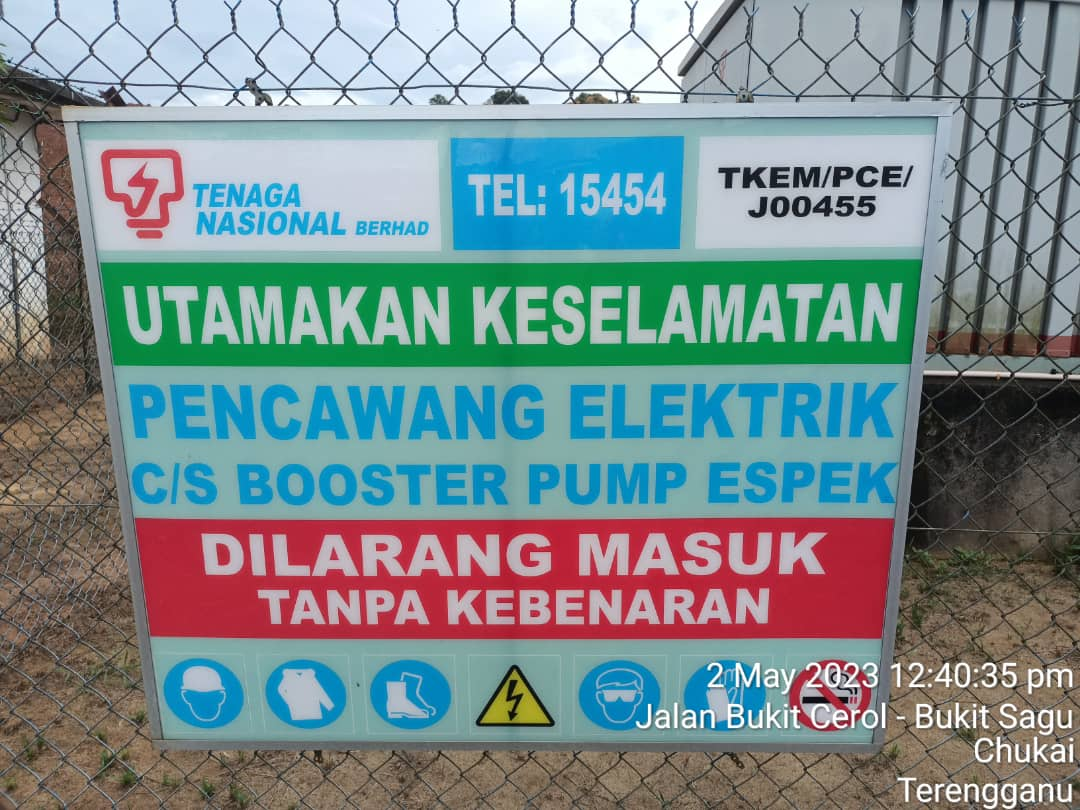 TENAGA
NASIONAL BERHAD
TEL: 15454
TKEM/PCE/
J00455
UTAMAKAN KESELAMATAN
PENCAWANG ELEKTRIK
C/S BOOSTER PUMP ESPEK
DILARANG MASUK
TANPA KEBENARAN
2 May 2023 12:40:35 pm
Jalan Bukit Cerol - Bukit Sagu
Chukai
Terengganu